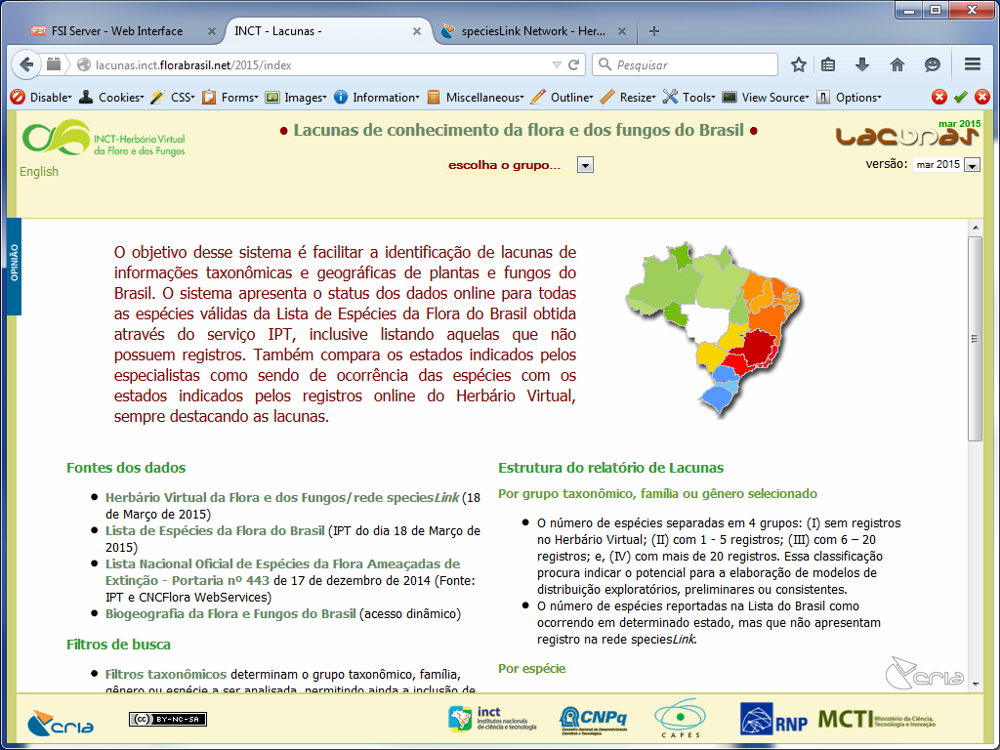 FSI Server - Web Interface
INCT - Lacunas -
speciesLink Network - Her...
lacunas.inct.florabrasil.net/2015/index
Pesquisar
Disable Cookies CSS Forms Images Information Miscellaneous Outline Resize Tools View Source Options
INCT-Herbário Virtual
da Flora e dos Fungos
English
• Lacunas de conhecimento da flora e dos fungos do Brasil •
escolha o grupo...
mar 2015
Lacunas
versão: mar 2015
OPINIÃO
O objetivo desse sistema é facilitar a identificação de lacunas de
informações taxonômicas e geográficas de plantas e fungos do
Brasil. O sistema apresenta o status dos dados online para todas
as espécies válidas da Lista de Espécies da Flora do Brasil obtida
através do serviço IPT, inclusive listando aquelas que não
possuem registros. Também compara os estados indicados pelos
especialistas como sendo de ocorrência das espécies com os
estados indicados pelos registros online do Herbário Virtual,
sempre destacando as lacunas.
Fontes dos dados
• Herbário Virtual da Flora e dos Fungos/rede speciesLink (18
de Março de 2015)
• Lista de Espécies da Flora do Brasil (IPT do dia 18 de Março de
2015)
• Lista Nacional Oficial de Espécies da Flora Ameaçadas de
Extinção - Portaria nº 443 de 17 de dezembro de 2014 (Fonte:
IPT e CNCFlora WebServices)
• Biogeografia da Flora e Fungos do Brasil (acesso dinâmico)
Filtros de busca
• Filtros taxonômicos determinam o grupo taxonômico, família,
gênero ou espécie a ser analisada, permitindo ainda a inclusão de
Estrutura do relatório de Lacunas
Por grupo taxonômico, família ou gênero selecionado
• O número de espécies separadas em 4 grupos: (I) sem registros
no Herbário Virtual; (II) com 1 - 5 registros; (III) com 6 – 20
registros; e, (IV) com mais de 20 registros. Essa classificação
procura indicar o potencial para a elaboração de modelos de
distribuição exploratórios, preliminares ou consistentes.
• O número de espécies reportadas na Lista do Brasil como
ocorrendo em determinado estado, mas que não apresentam
registro na rede speciesLink.
Por espécie
cria
cria
(cc) BY-NC-SA
inct
institutos nacionais
de ciência e tecnologia
CNPq
Conselho Nacional de Desenvolvimento
Científico e Tecnológico
CAPES
RNP
MCTI Ministério da Ciência,
Tecnologia e Inovação